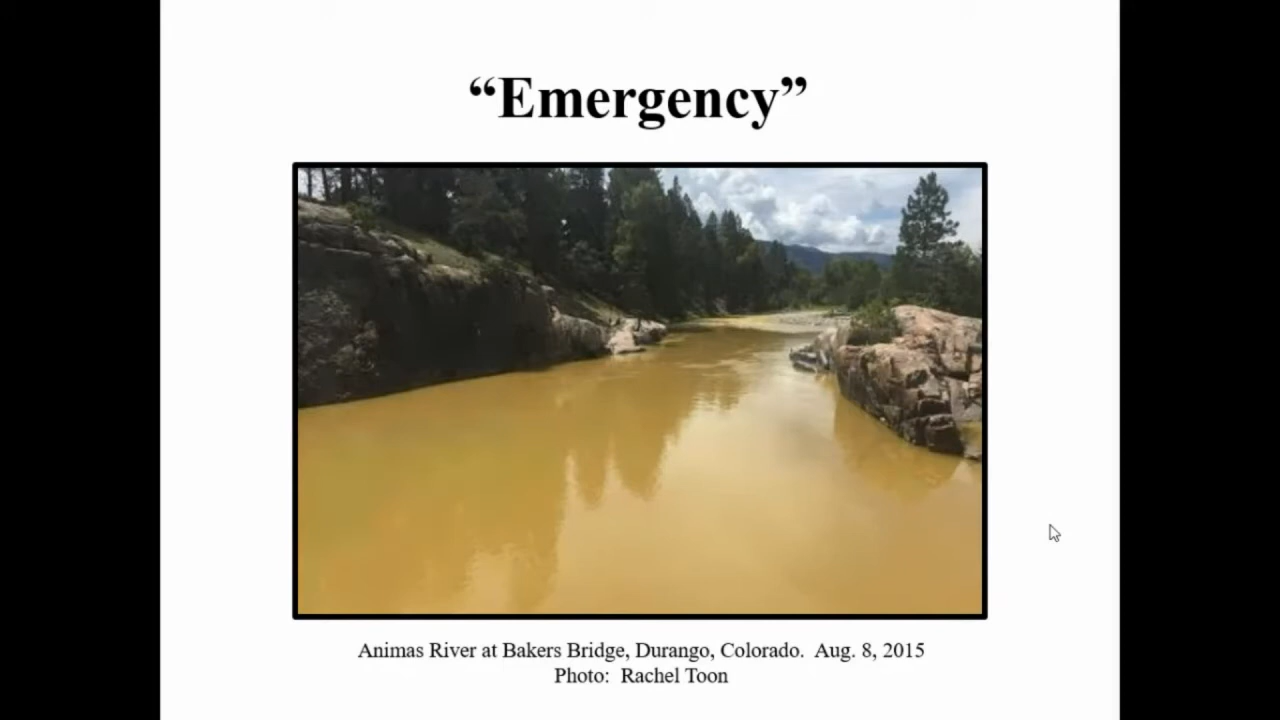 “Emergency”
Animas River at Bakers Bridge, Durango, Colorado.  Aug. 8, 2015
Photo:  Rachel Toon